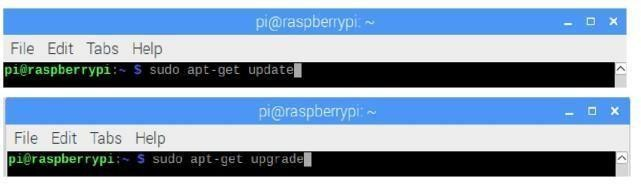 pi@raspberrypi: ~
File Edit Tabs Help
pi@raspberrypi:~ $ sudo apt-get update
pi@raspberrypi: ~
File Edit Tabs Help
pi@raspberrypi:~ $ sudo apt-get upgrade